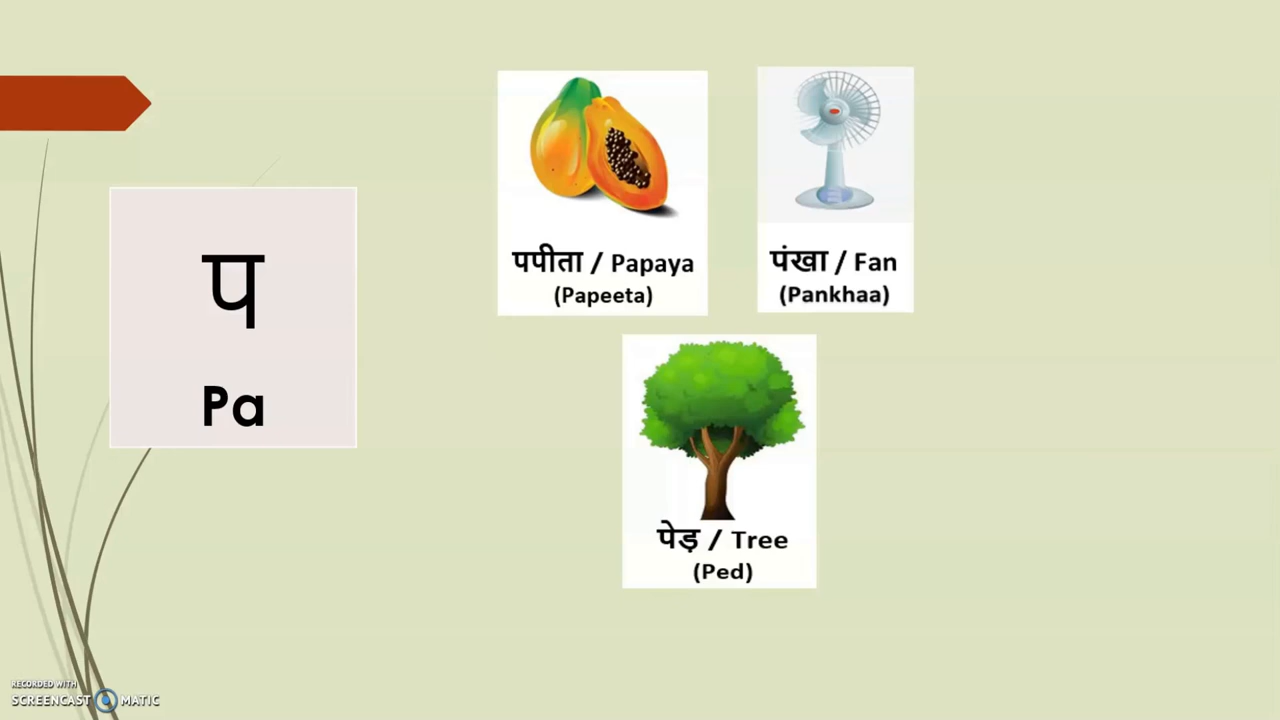 प
Pa
पपीता / Papaya
(Papeeta)
पंखा / Fan
(Pankhaa)
पेड़ / Tree
(Ped)
RECORDED WITH
SCREENCAST MATIC